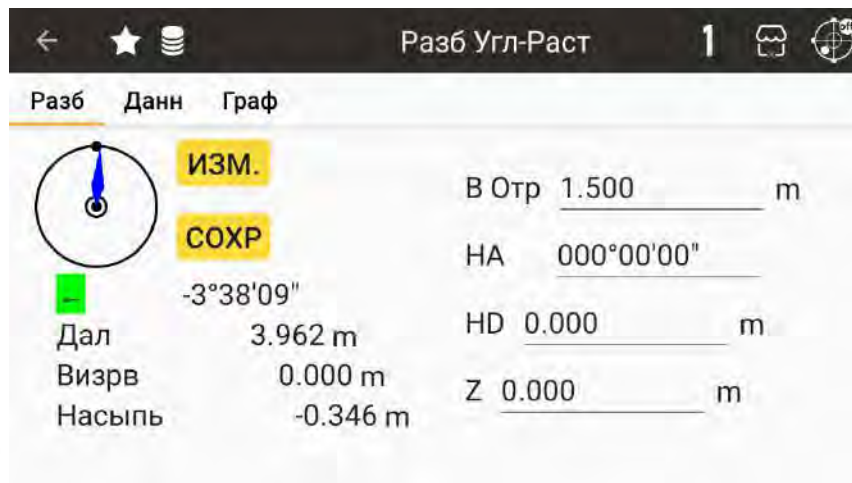 Разб Угл-Раст 1 off
Разб Данн Граф
ИЗМ.
СОХР
-3°38'09"
Дал 3.962 m
Визрв 0.000 m
Насыпь -0.346 m
В Отр 1.500 m
HA 000°00'00"
HD 0.000 m
Z 0.000 m